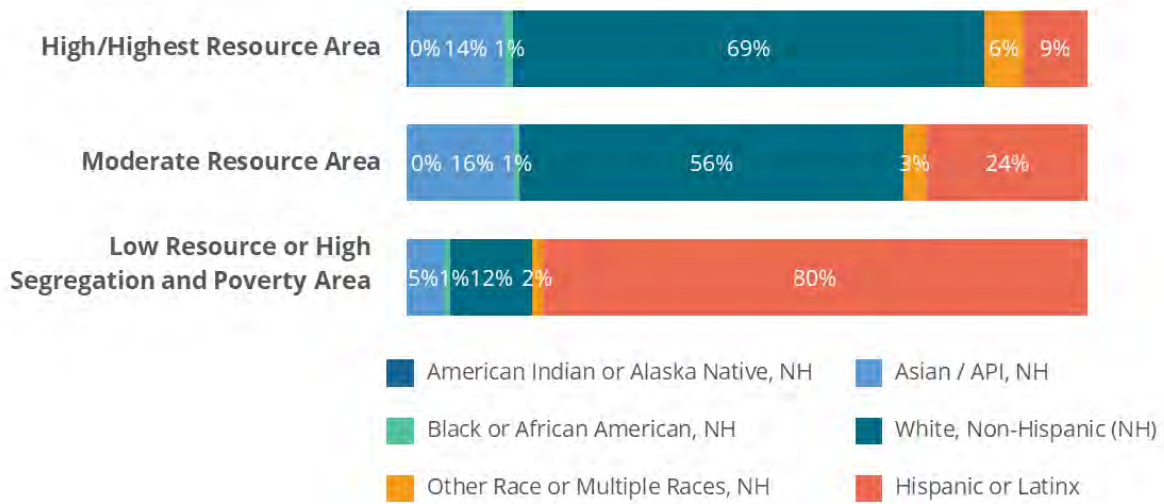 High/Highest Resource Area 0% 14% 1% 69% 6% 9%
Moderate Resource Area 0% 16% 1% 56% 3% 24%
Low Resource or High
Segregation and Poverty Area 5% 1% 12% 2% 80%
American Indian or Alaska Native, NH Asian / API, NH
Black or African American, NH White, Non-Hispanic (NH)
Other Race or Multiple Races, NH Hispanic or Latinx